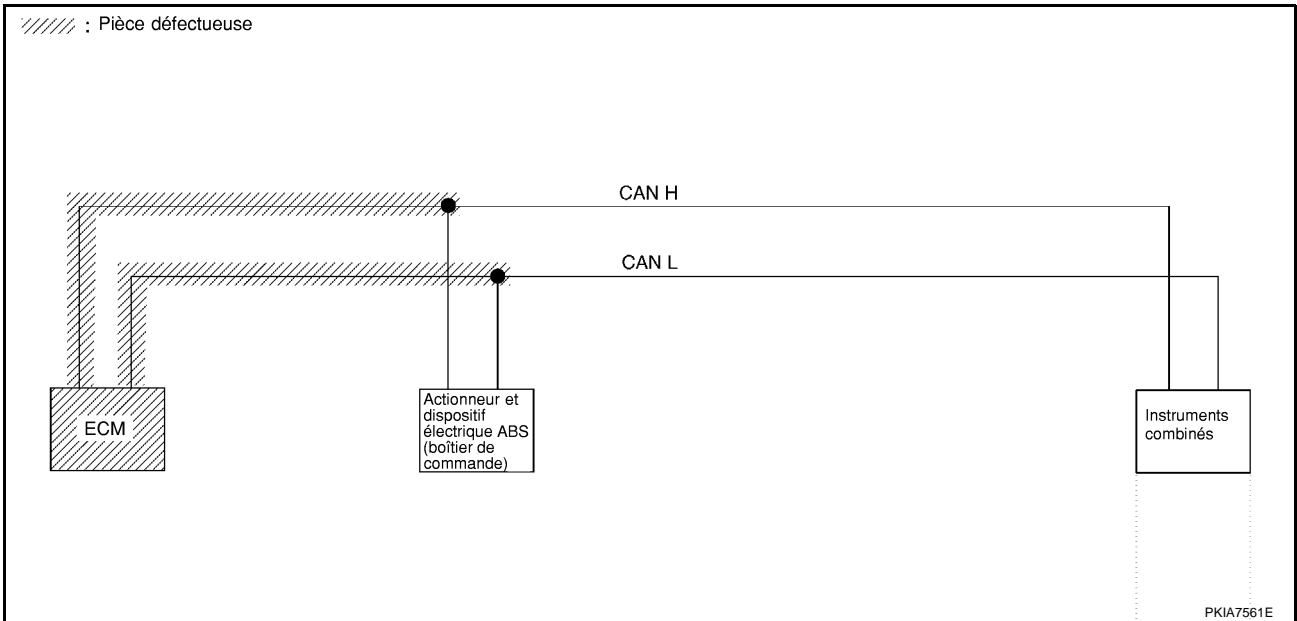 : Pièce défectueuse
CAN H
CAN L
ECM
Actionneur et
dispositif
électrique ABS
(boîtier de
commande)
Instruments
combinés
PKIA7561E